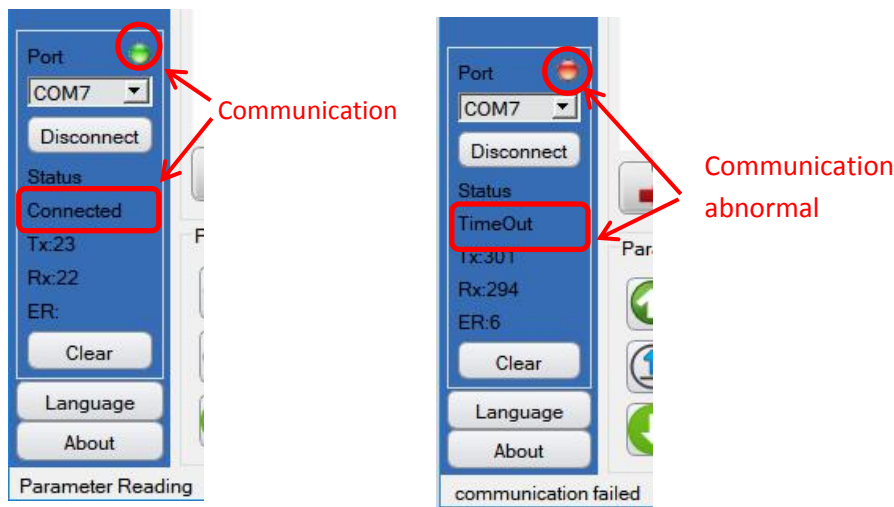 Port
COM7
Disconnect
Status
Connected
Tx:23
Rx:22
ER:
Clear
Language
About
Parameter Reading
Communication
F
Port
COM7
Disconnect
Status
TimeOut
Tx:301
Rx:294
ER:6
Clear
Language
About
communication failed
Par
Communication
abnormal